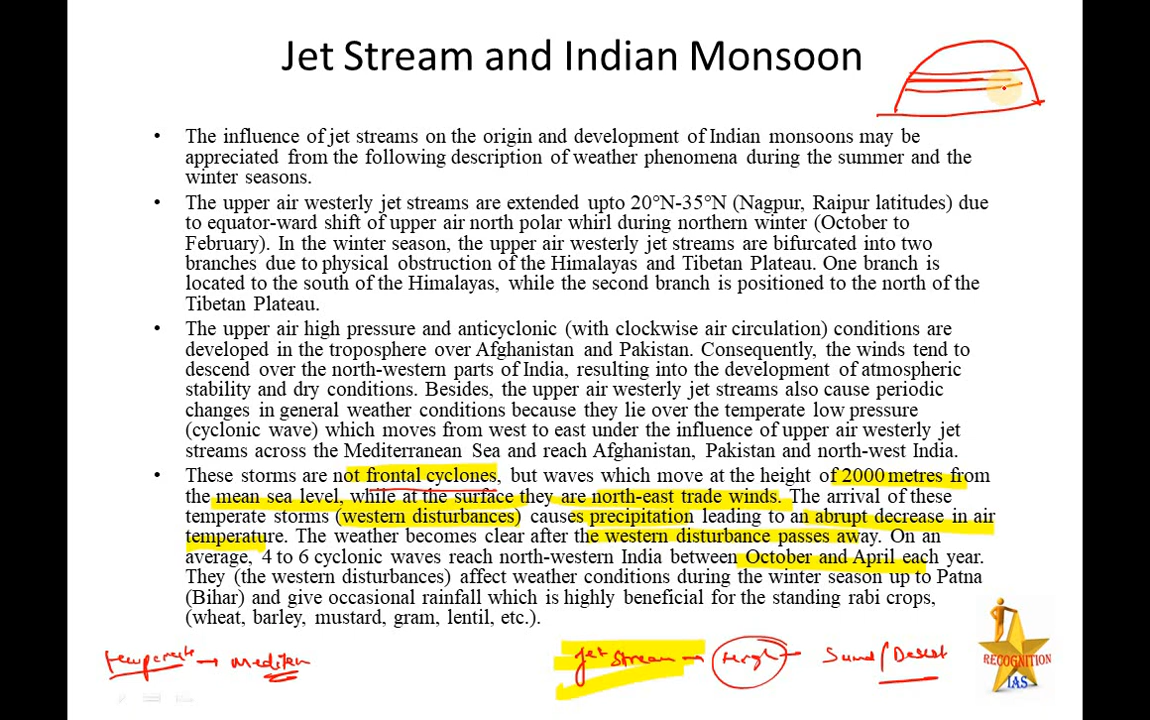 Jet Stream and Indian Monsoon
• The influence of jet streams on the origin and development of Indian monsoons may be
appreciated from the following description of weather phenomena during the summer and the
winter seasons.
• The upper air westerly jet streams are extended upto 20°N-35°N (Nagpur, Raipur latitudes) due
to equator-ward shift of upper air north polar whirl during northern winter (October to
February). In the winter season, the upper air westerly jet streams are bifurcated into two
branches due to physical obstruction of the Himalayas and Tibetan Plateau. One branch is
located to the south of the Himalayas, while the second branch is positioned to the north of the
Tibetan Plateau.
• The upper air high pressure and anticyclonic (with clockwise air circulation) conditions are
developed in the troposphere over Afghanistan and Pakistan. Consequently, the winds tend to
descend over the north-western parts of India, resulting into the development of atmospheric
stability and dry conditions. Besides, the upper air westerly jet streams also cause periodic
changes in general weather conditions because they lie over the temperate low pressure
(cyclonic wave) which moves from west to east under the influence of upper air westerly jet
streams across the Mediterranean Sea and reach Afghanistan, Pakistan and north-west India.
• These storms are not frontal cyclones, but waves which move at the height of 2000 metres from
the mean sea level, while at the surface they are north-east trade winds. The arrival of these
temperate storms (western disturbances) causes precipitation leading to an abrupt decrease in air
temperature. The weather becomes clear after the western disturbance passes away. On an
average, 4 to 6 cyclonic waves reach north-western India between October and April each year.
They (the western disturbances) affect weather conditions during the winter season up to Patna
(Bihar) and give occasional rainfall which is highly beneficial for the standing rabi crops,
(wheat, barley, mustard, gram, lentil, etc.).
temperate → Mediten
Jet Stream
RECOGNITION
IAS